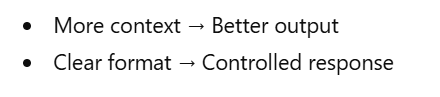 • More context → Better output
• Clear format → Controlled response